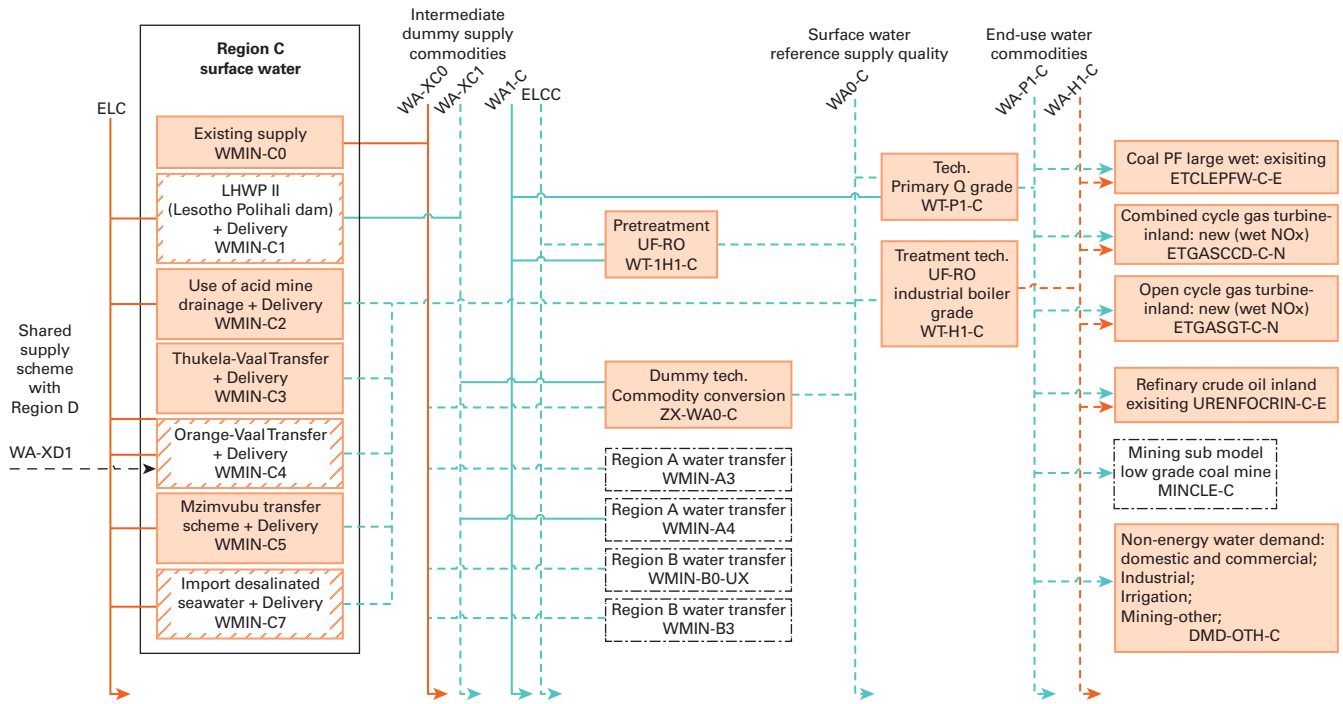 Intermediate
dummy supply
commodities
Surface water
reference supply quality
End-use water
commodities
Region C
surface water
ELC
WA-XC0
WA-XC1
WA1-C
ELCC
WA0-C
WA-P1-C
WA-H1-C
Existing supply
WMIN-C0
LHWP II
(Lesotho Polihali dam)
+ Delivery
WMIN-C1
Use of acid mine
drainage + Delivery
WMIN-C2
Thukela-Vaal Transfer
+ Delivery
WMIN-C3
Orange-Vaal Transfer
+ Delivery
WMIN-C4
Mzimvubu transfer
scheme + Delivery
WMIN-C5
Import desalinated
seawater + Delivery
WMIN-C7
Shared
supply
scheme
with
Region D
WA-XD1
Pretreatment
UF-RO
WT-1H1-C
Dummy tech.
Commodity conversion
ZX-WA0-C
Region A water transfer
WMIN-A3
Region A water transfer
WMIN-A4
Region B water transfer
WMIN-B0-UX
Region B water transfer
WMIN-B3
Tech.
Primary Q grade
WT-P1-C
Treatment tech.
UF-RO
industrial boiler
grade
WT-H1-C
Coal PF large wet: exisiting
ETCLEPFW-C-E
Combined cycle gas turbine-
inland: new (wet NOx)
ETGASCCD-C-N
Open cycle gas turbine-
inland: new (wet NOx)
ETGASGT-C-N
Refinary crude oil inland
exisiting URENFOCRIN-C-E
Mining sub model
low grade coal mine
MINCLE-C
Non-energy water demand:
domestic and commercial;
Industrial;
Irrigation;
Mining-other;
DMD-OTH-C